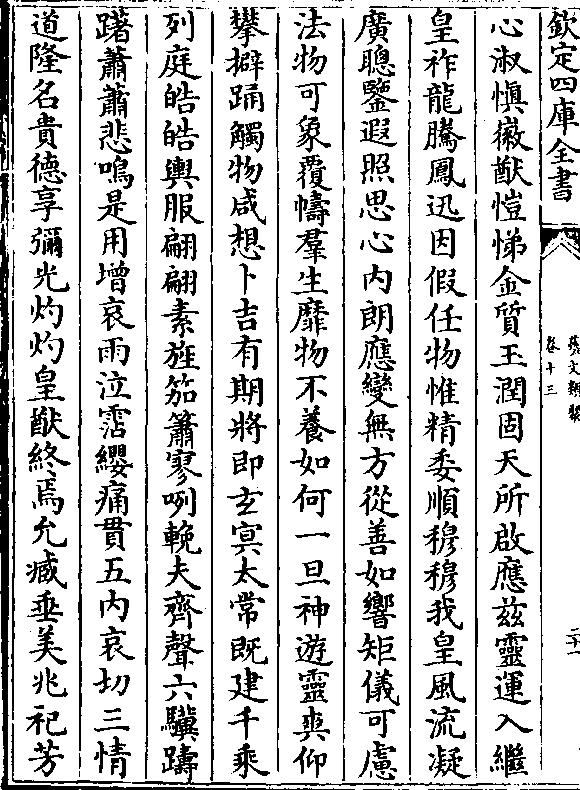 欽定四庫全書
藝文類聚
卷十三
二十一
心淑愼徽猷愷悌金質玉潤固天所啟應茲靈運入繼
皇祚龍騰鳳迅因假任物惟精委順穆穆我皇風流凝
廣聰鑒遐照思心内朗應變無方從善如響矩儀可慮
法物可象覆幬羣生靡物不養如何一旦神遊靈爽仰
攀擗踊觸物咸想卜吉有期將即玄冥太常既建千乘
列庭皓皓輿服翩翩素旌笳簫寥唳輓夫齊聲六驥躊
躇蕭蕭悲鳴是用增哀雨泣霑纓痛貫五内哀切三情
道隆名貴德享彌光灼灼皇猷終焉允臧垂美兆祀芳